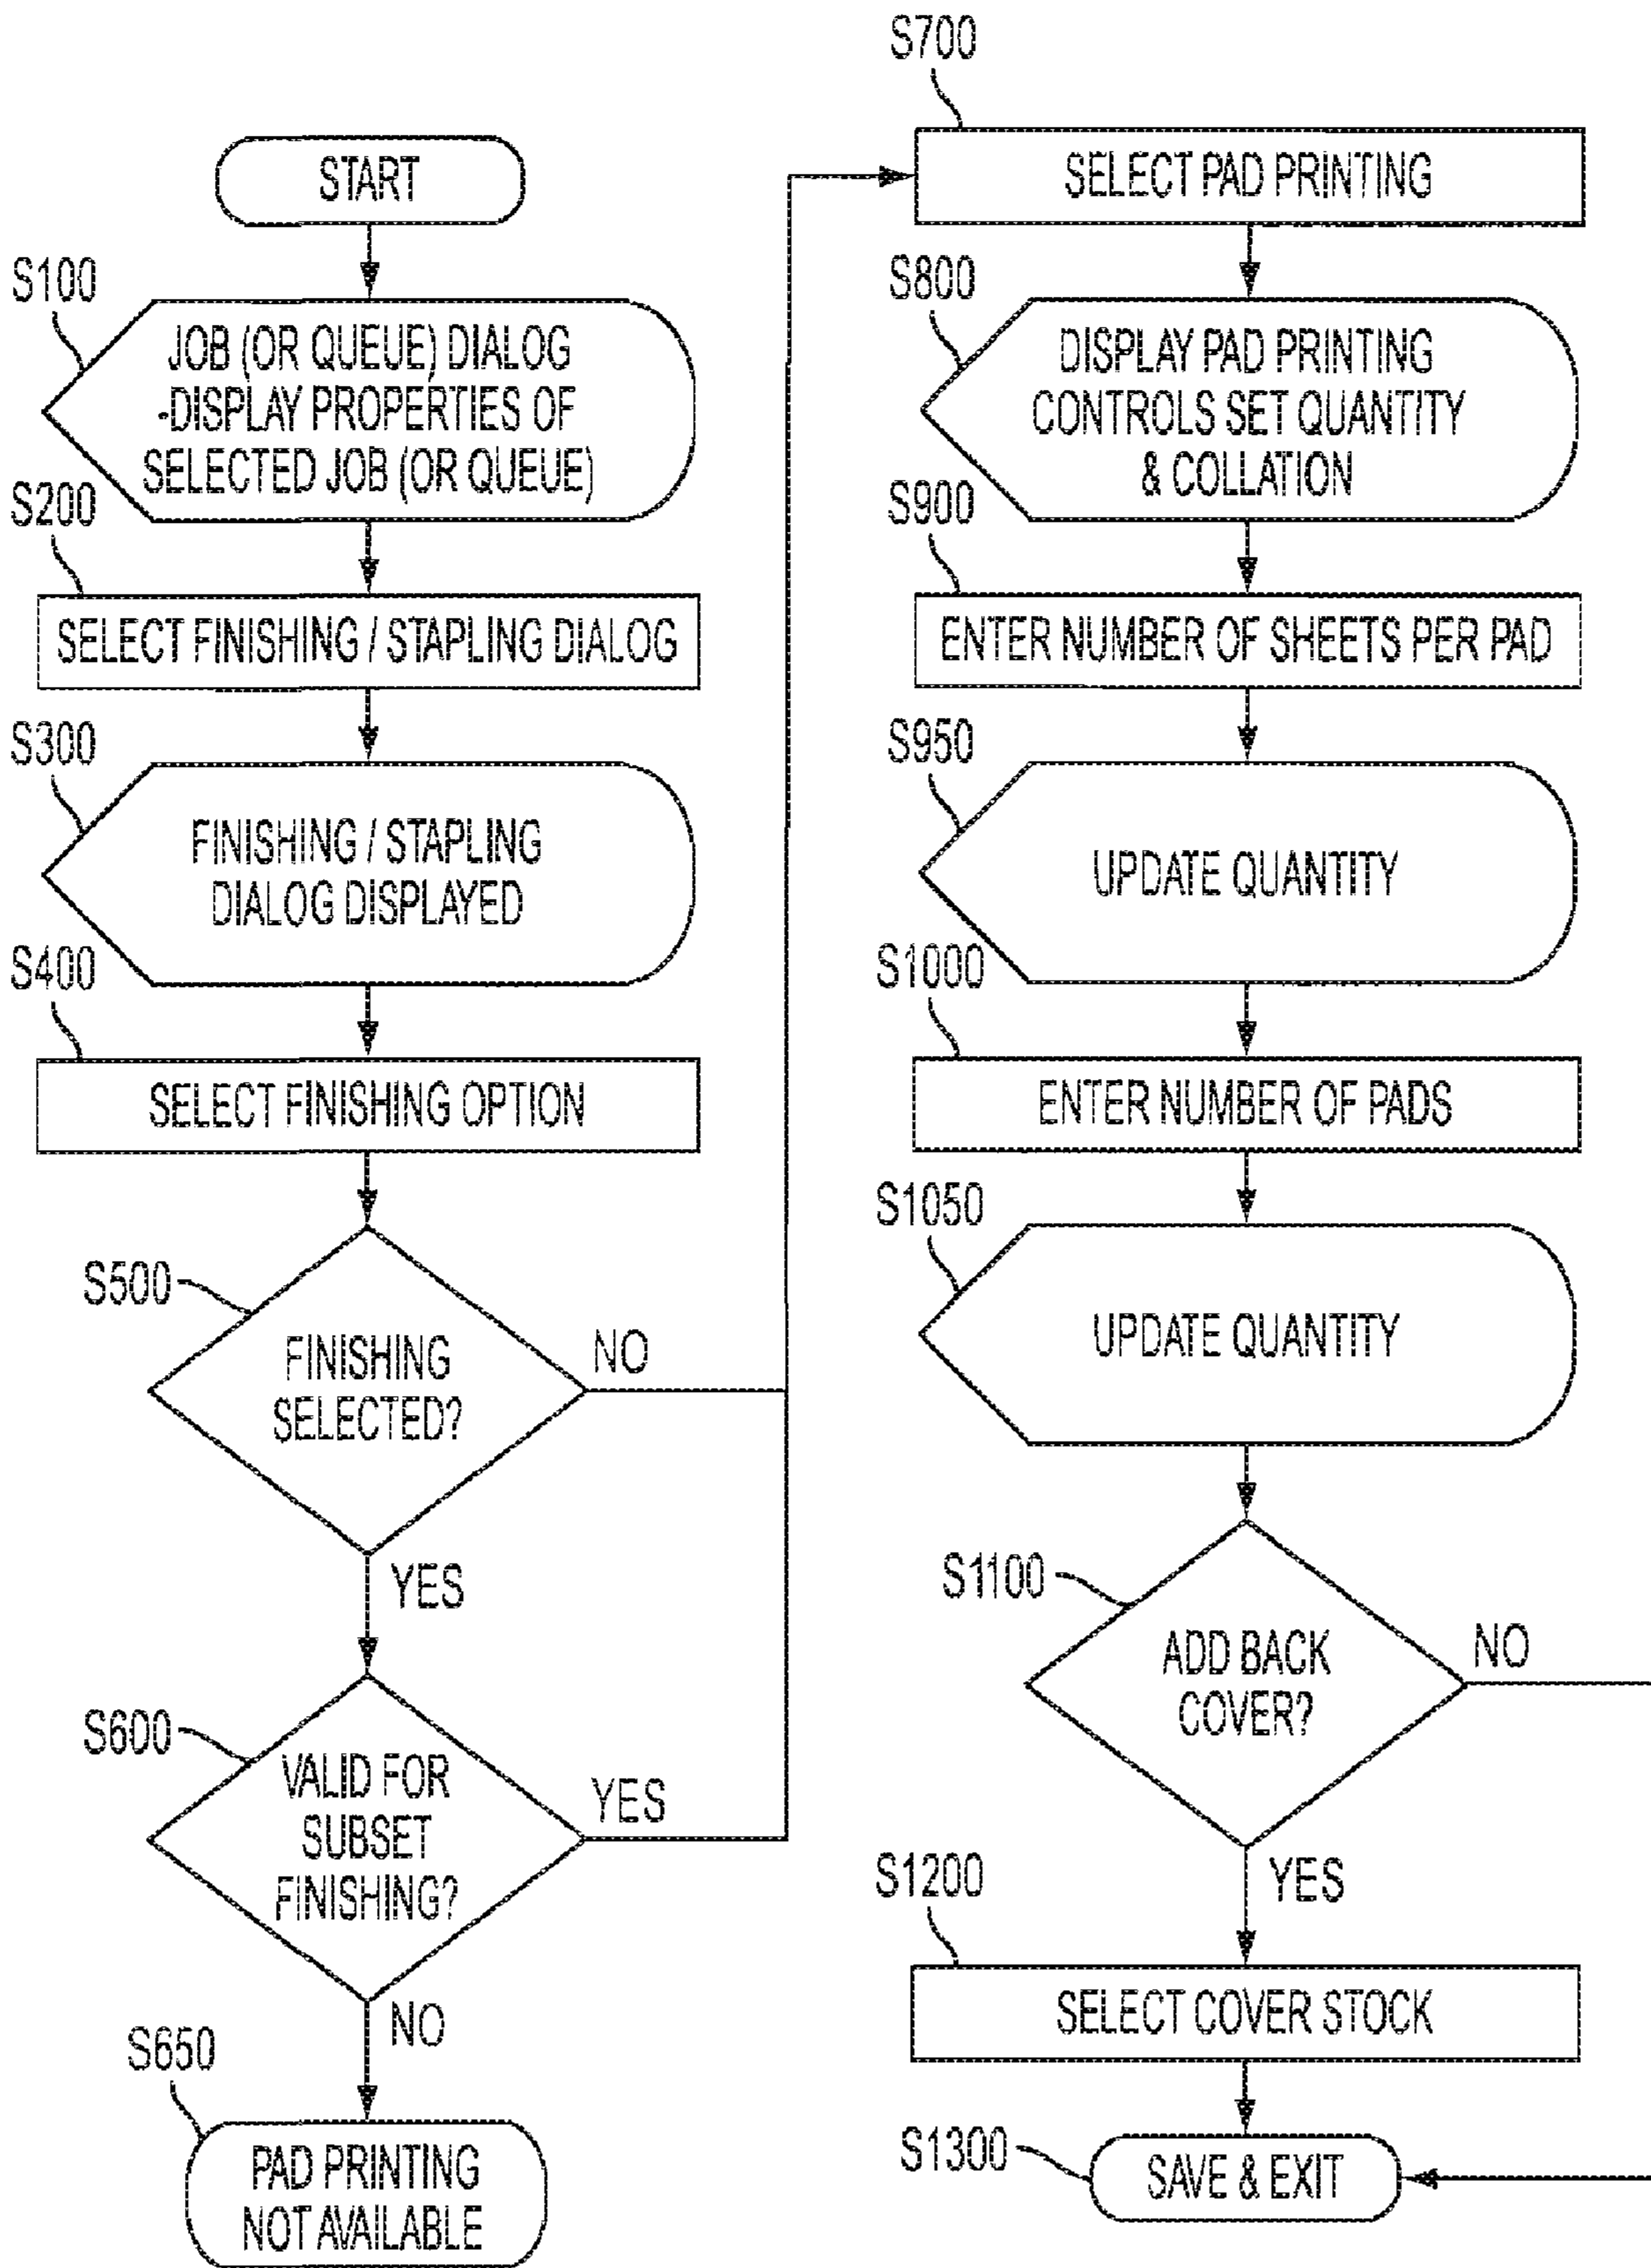 START
S100
JOB (OR QUEUE) DIALOG
-DISPLAY PROPERTIES OF
SELECTED JOB (OR QUEUE)
S200
SELECT FINISHING / STAPLING DIALOG
S300
FINISHING / STAPLING
DIALOG DISPLAYED
S400
SELECT FINISHING OPTION
S500
FINISHING
SELECTED?
NO
YES
S600
VALID FOR
SUBSET
FINISHING?
YES
NO
S650
PAD PRINTING
NOT AVAILABLE
S700
SELECT PAD PRINTING
S800
DISPLAY PAD PRINTING
CONTROLS SET QUANTITY
& COLLATION
S900
ENTER NUMBER OF SHEETS PER PAD
S950
UPDATE QUANTITY
S1000
ENTER NUMBER OF PADS
S1050
UPDATE QUANTITY
S1100
ADD BACK
COVER?
NO
YES
S1200
SELECT COVER STOCK
S1300
SAVE & EXIT